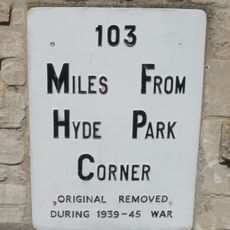 103
MILES FROM
HYDE PARK
CORNER
ORIGINAL REMOVED
DURING 1939-45 WAR